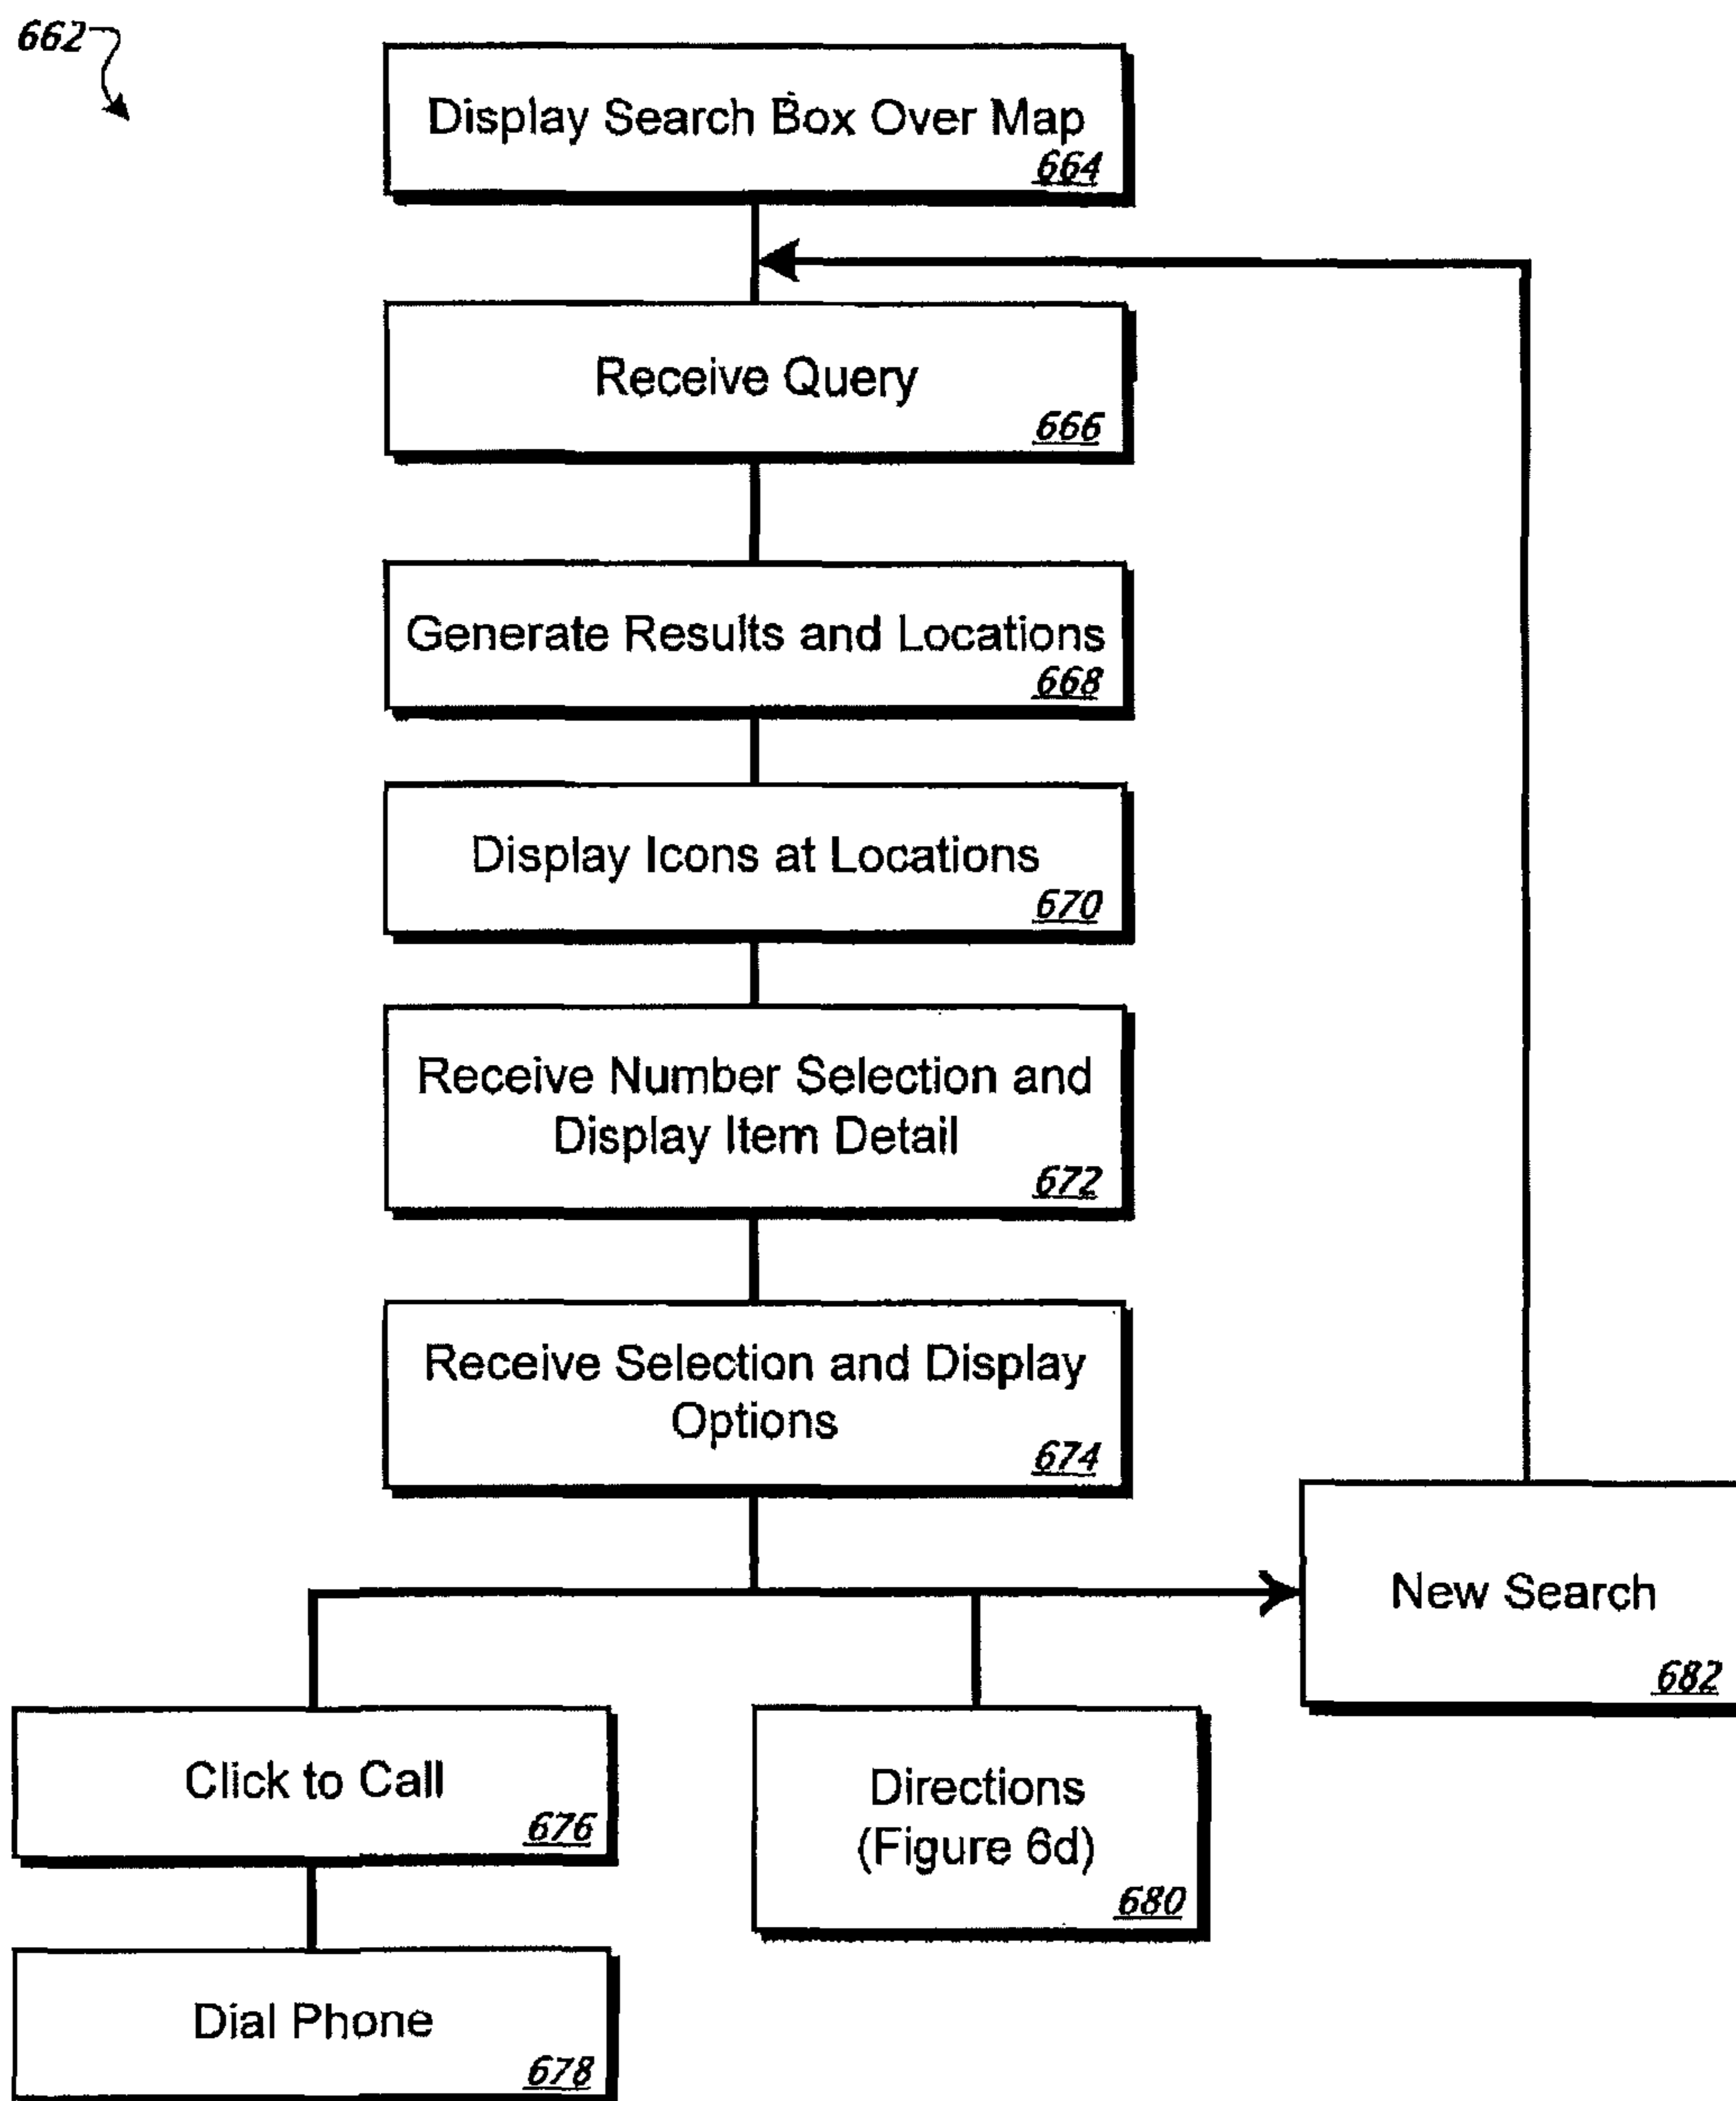 662
Display Search Box Over Map
664
Receive Query
666
Generate Results and Locations
668
Display Icons at Locations
670
Receive Number Selection and
Display Item Detail
672
Receive Selection and Display
Options
674
New Search
682
Click to Call
676
Directions
(Figure 6d)
680
Dial Phone
678